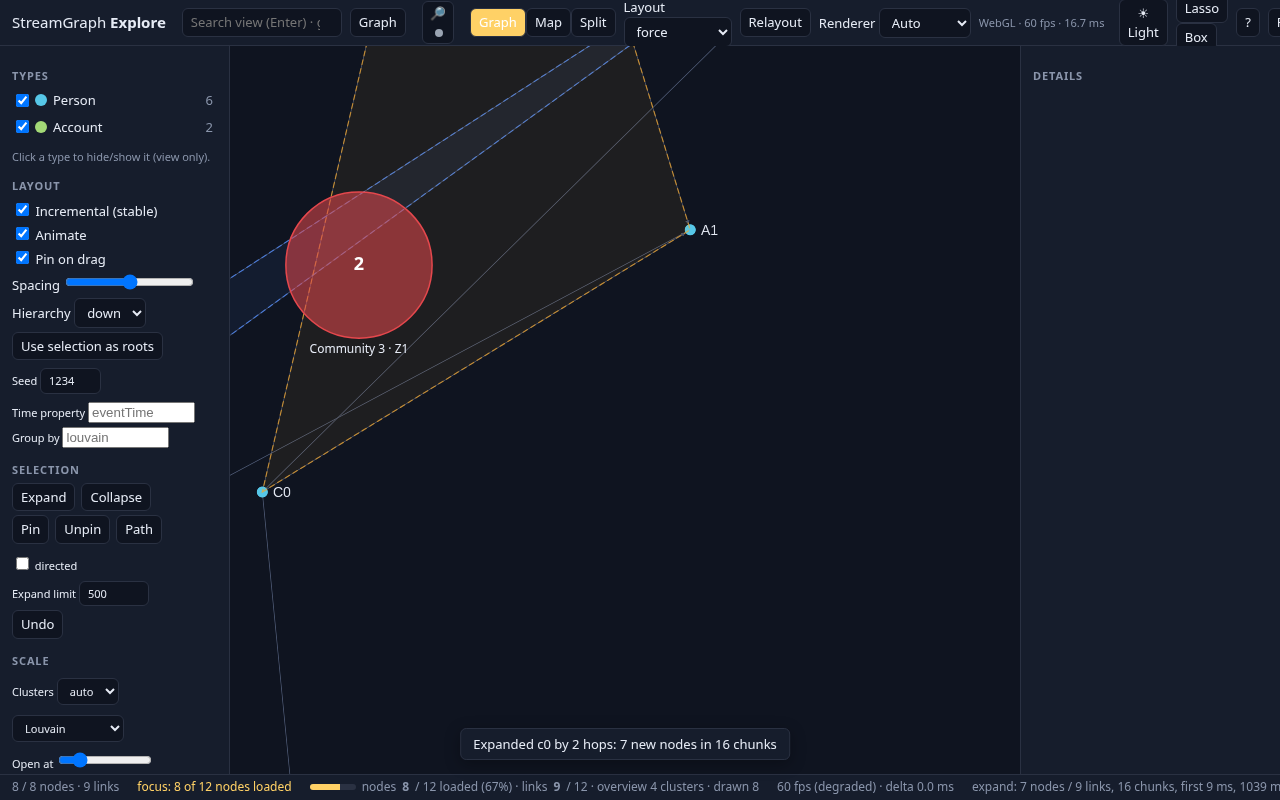 StreamGraph Explore
Search view (Enter) ·
Graph
Graph
Map
Split
Layout
force
Relayout
Renderer
Auto
WebGL · 60 fps · 16.7 ms
Light
Lasso
Box
?
TYPES
Person 6
Account 2
Click a type to hide/show it (view only).
LAYOUT
Incremental (stable)
Animate
Pin on drag
Spacing
Hierarchy down
Use selection as roots
Seed 1234
Time property eventTime
Group by louvain
SELECTION
Expand Collapse
Pin Unpin Path
directed
Expand limit 500
Undo
SCALE
Clusters auto
Louvain
Open at
2
Community 3 · Z1
A1
C0
Expanded c0 by 2 hops: 7 new nodes in 16 chunks
DETAILS
8 / 8 nodes · 9 links focus: 8 of 12 nodes loaded nodes 8 / 12 loaded (67%) · links 9 / 12 · overview 4 clusters · drawn 8 60 fps (degraded) · delta 0.0 ms expand: 7 nodes / 9 links, 16 chunks, first 9 ms, 1039